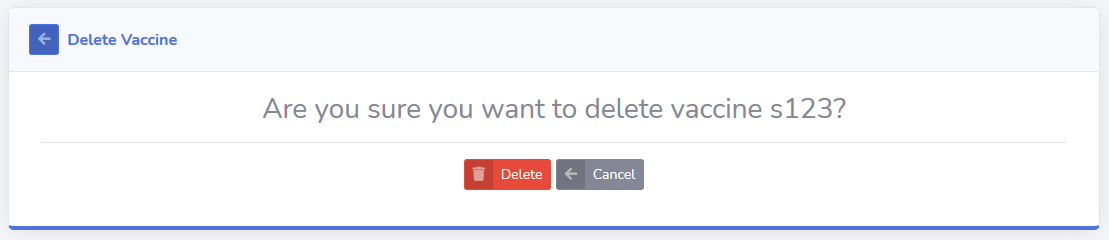 Delete Vaccine
Are you sure you want to delete vaccine s123?
Delete
Cancel